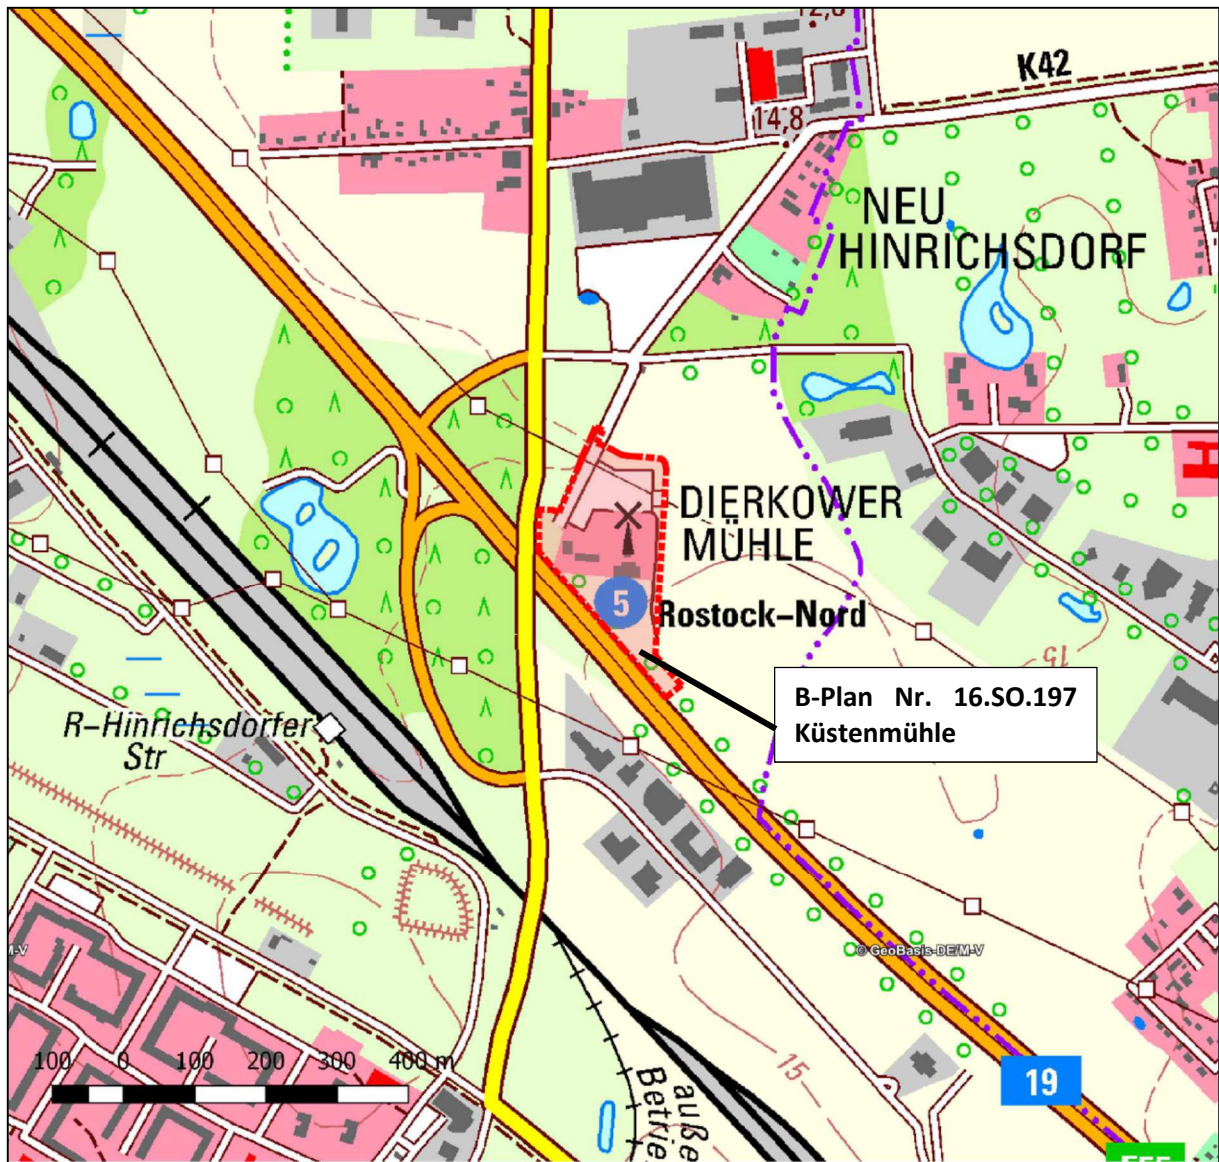 K42
14,8
NEU
HINRICHSDORF
DIERKOWER
MÜHLE
5
Rostock-Nord
B-Plan Nr. 16.SO.197
Küstenmühle
15
R-Hinrichsdorfer
Str
© GeoBasis-DE/M-V
100 0 100 200 300 400 m
15
auße
Betrie
19